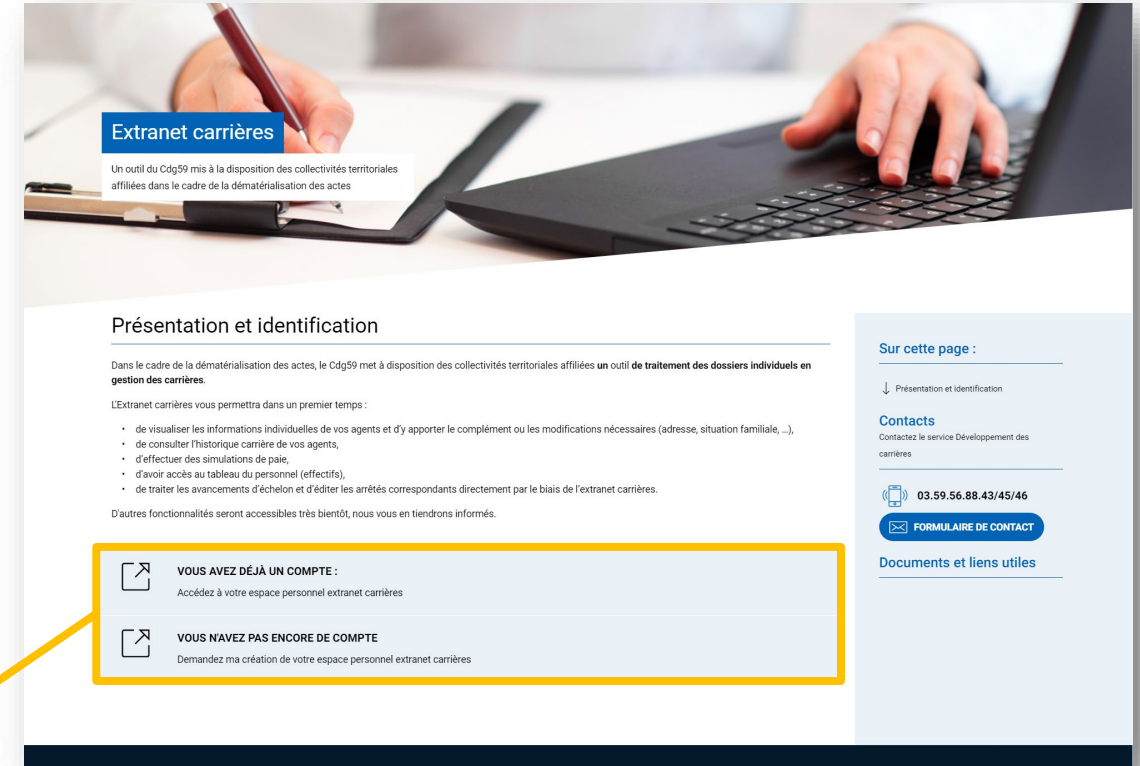 Extranet carrières
Un outil du Cdg59 mis à la disposition des collectivités territoriales
affiliées dans le cadre de la dématérialisation des actes
Présentation et identification
Dans le cadre de la dématérialisation des actes, le Cdg59 met à disposition des collectivités territoriales affiliées un outil de traitement des dossiers individuels en
gestion des carrières.
L'Extranet carrières vous permettra dans un premier temps :
• de visualiser les informations individuelles de vos agents et d'y apporter le complément ou les modifications nécessaires (adresse, situation familiale, ...),
• de consulter l'historique carrière de vos agents,
• d'effectuer des simulations de paie,
• d'avoir accès au tableau du personnel (effectifs),
• de traiter les avancements d'échelon et d'éditer les arrêtés correspondants directement par le biais de l'extranet carrières.
D'autres fonctionnalités seront accessibles très bientôt, nous vous en tiendrons informés.
VOUS AVEZ DÉJÀ UN COMPTE :
Accédez à votre espace personnel extranet carrières
VOUS N'AVEZ PAS ENCORE DE COMPTE
Demandez ma création de votre espace personnel extranet carrières
Sur cette page :
↓ Présentation et identification
Contacts
Contactez le service Développement des
carrières
03.59.56.88.43/45/46
FORMULAIRE DE CONTACT
Documents et liens utiles